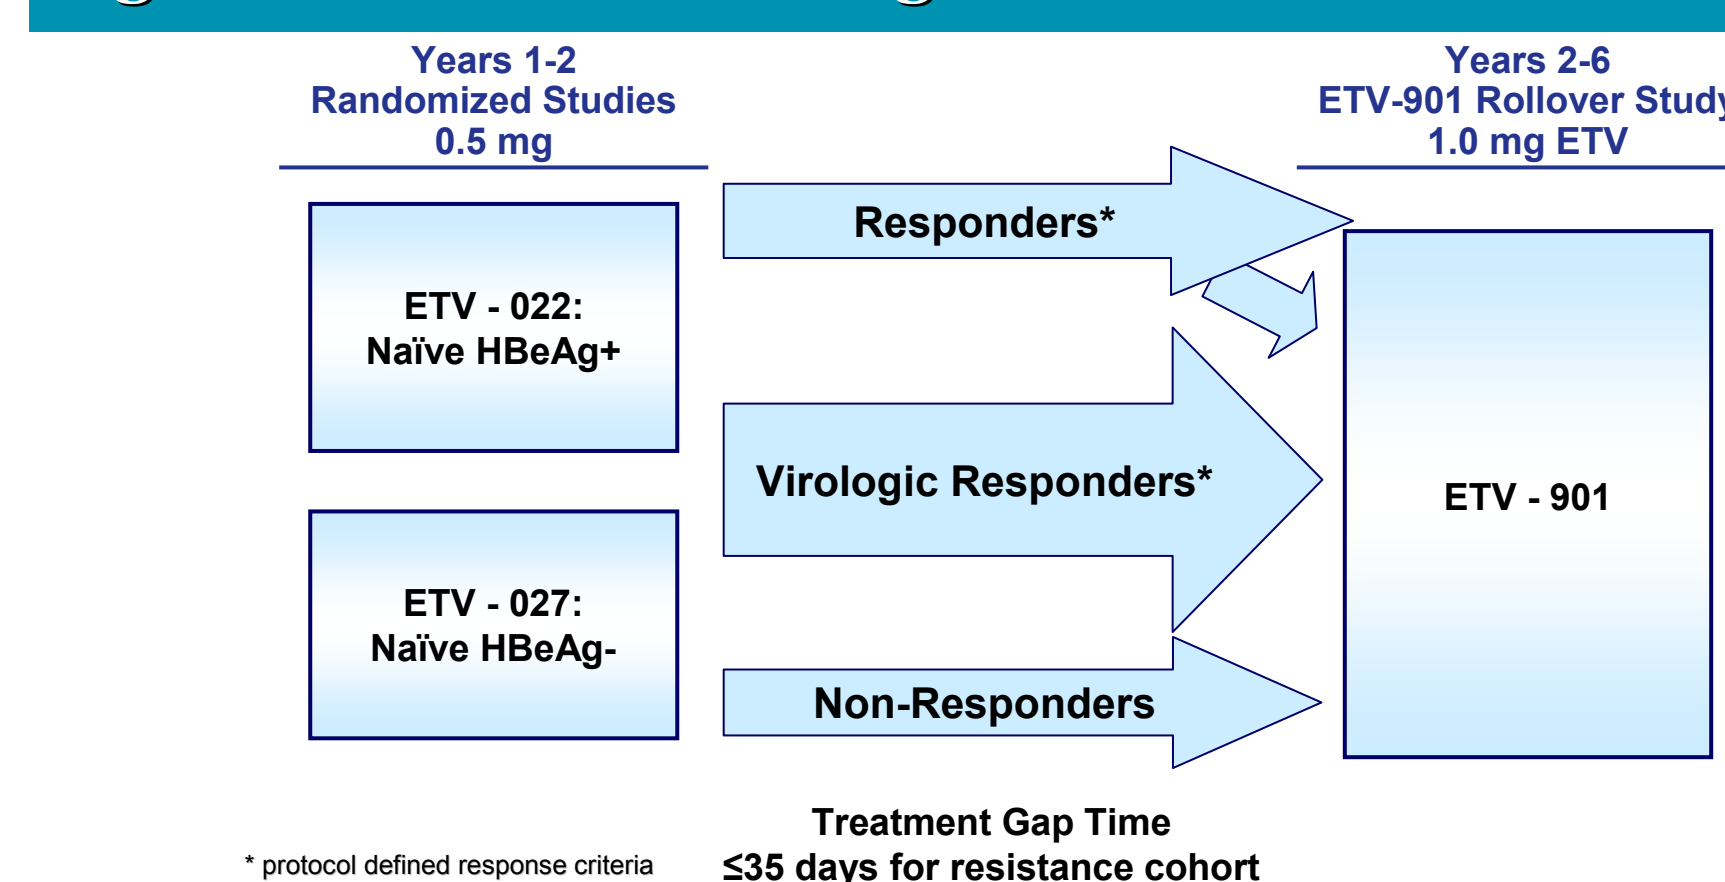 Years 1-2
Randomized Studies
0.5 mg
Years 2-6
ETV-901 Rollover Study
1.0 mg ETV
Responders*
ETV - 022:
Naïve HBeAg+
Virologic Responders*
ETV - 901
ETV - 027:
Naïve HBeAg-
Non-Responders
Treatment Gap Time
≤35 days for resistance cohort
* protocol defined response criteria